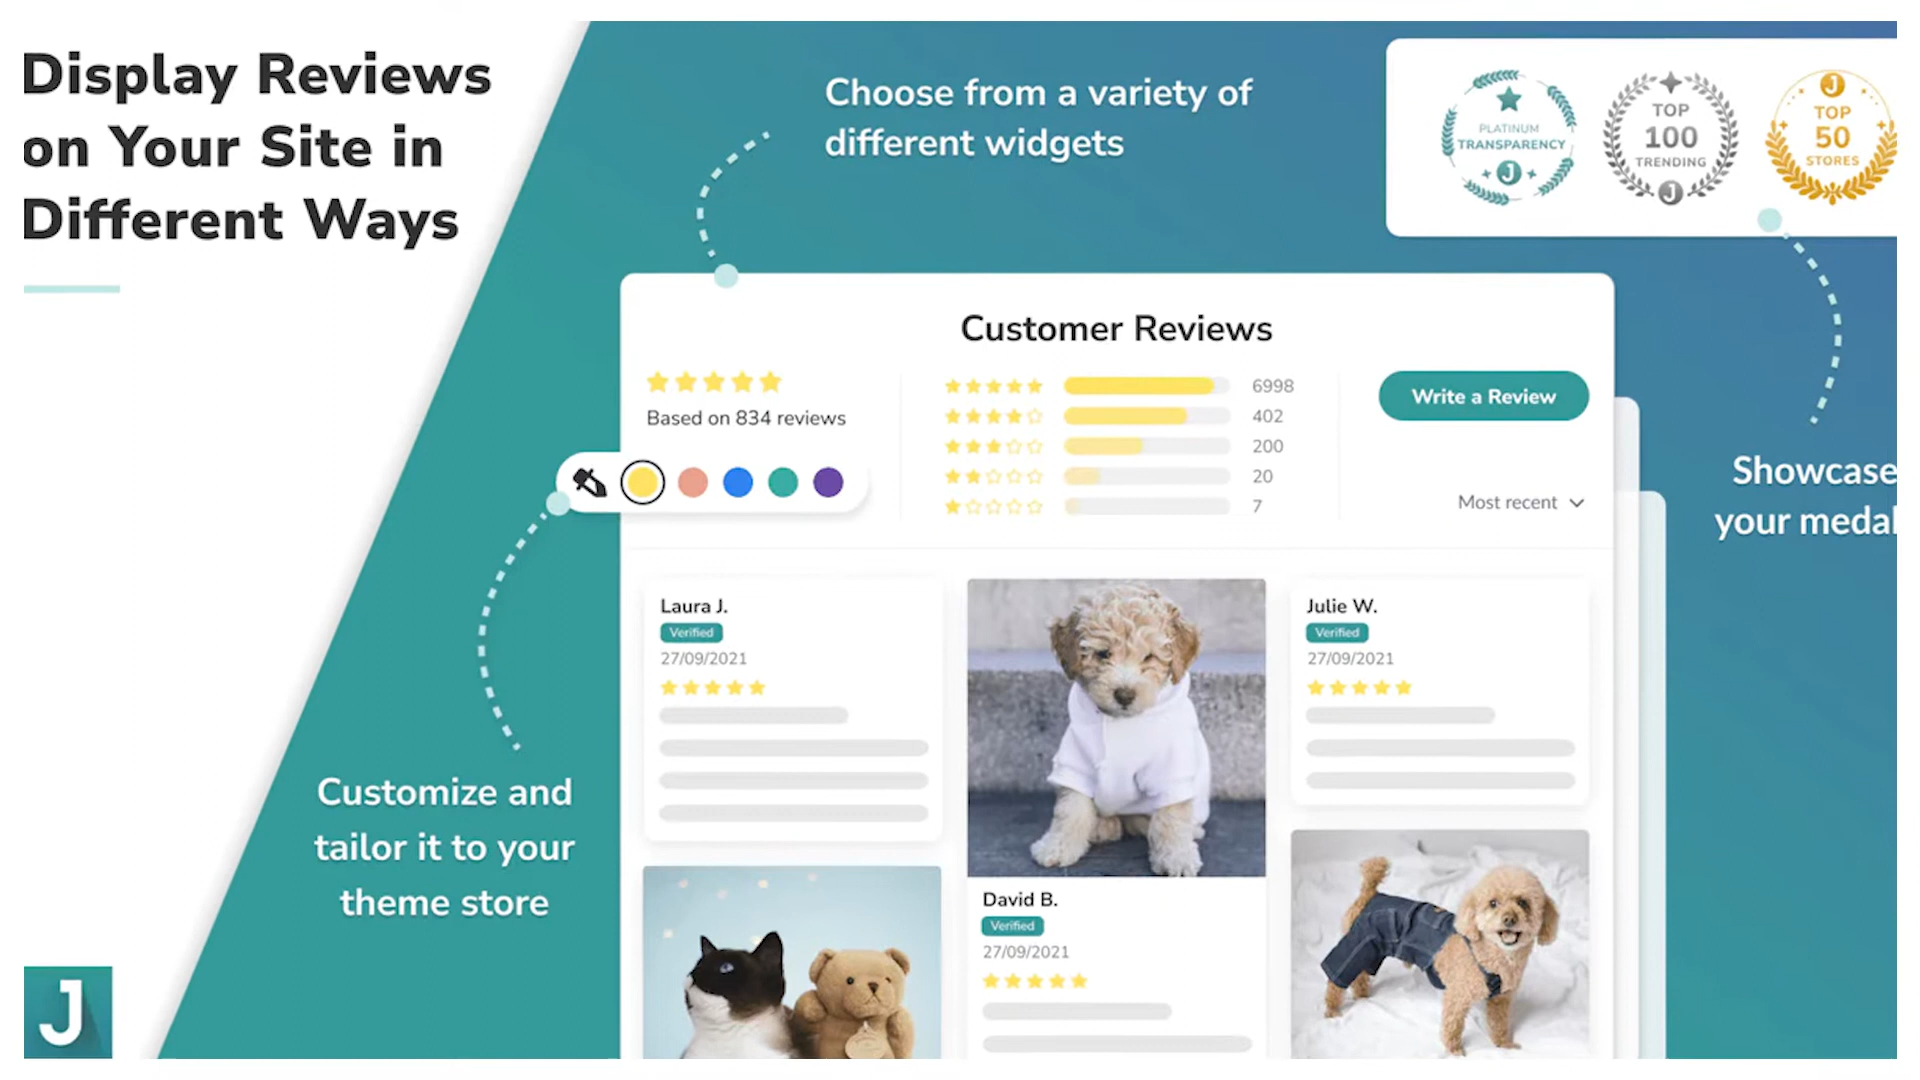 Display Reviews
on Your Site in
Different Ways
Choose from a variety of
different widgets
PLATINUM
TRANSPARENCY
J
TOP
100
TRENDING
J
J
TOP
50
STORES
Showcase
your medal
Customer Reviews
Based on 834 reviews
6998
402
200
20
7
Write a Review
Most recent
Customize and
tailor it to your
theme store
Laura J.
Verified
27/09/2021
David B.
Verified
27/09/2021
Julie W.
Verified
27/09/2021
J